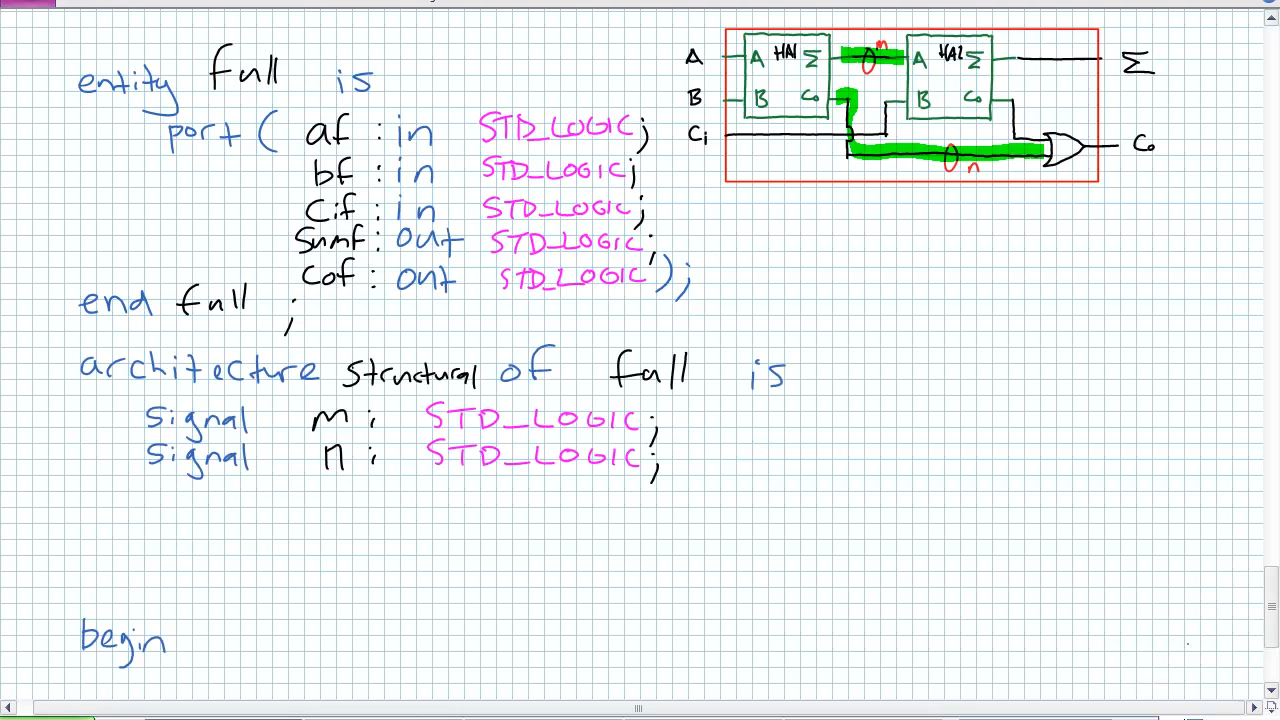 entity full is
port( af : in STD_LOGIC;
bf : in STD_LOGIC;
Cif : in STD_LOGIC;
Sumf : out STD_LOGIC;
Cof : out STD_LOGIC);
end full ;
architecture structural of full is
Signal m : STD_LOGIC;
Signal n : STD_LOGIC;
begin
A A HA1 Σ m A HA2 Σ Σ
B B Co B Co
Ci Co
n